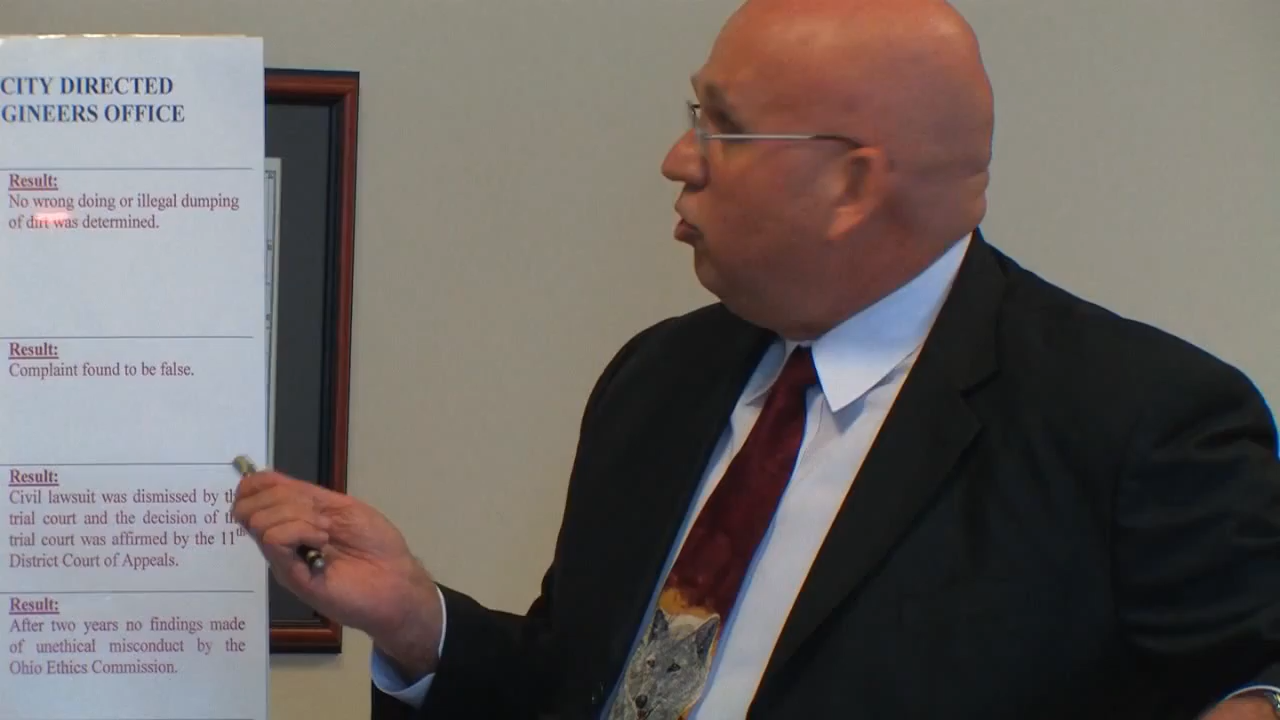 CITY DIRECTED
GINEERS OFFICE
Result:
No wrong doing or illegal dumping
of dirt was determined.
Result:
Complaint found to be false.
Result:
Civil lawsuit was dismissed by th
trial court and the decision of th
trial court was affirmed by the 11th
District Court of Appeals.
Result:
After two years no findings made
of unethical misconduct by the
Ohio Ethics Commission.